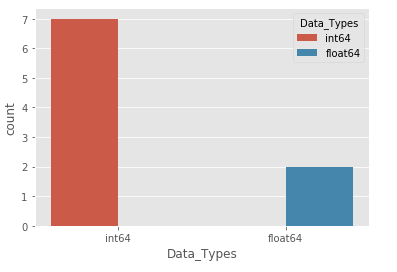 7
6
5
4
3
2
1
0
count
Data_Types
int64
float64
int64
float64
Data_Types